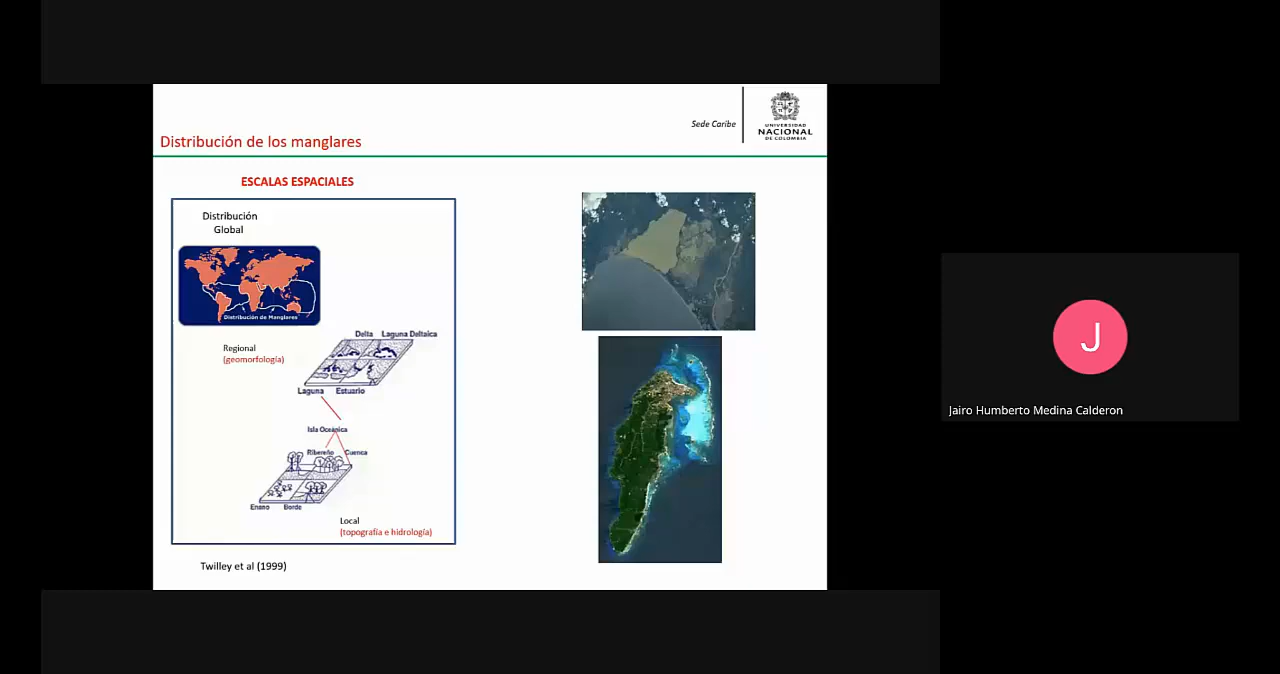 Sede Caribe
UNIVERSIDAD
NACIONAL
DE COLOMBIA
Distribución de los manglares
ESCALAS ESPACIALES
Distribución
Global
Distribución de Manglares
Delta Laguna Deltaica
Regional
(geomorfología)
Laguna Estuario
Isla Oceánica
Ribereño Cuenca
Enano Borde
Local
(topografía e hidrología)
Twilley et al (1999)
J
Jairo Humberto Medina Calderon